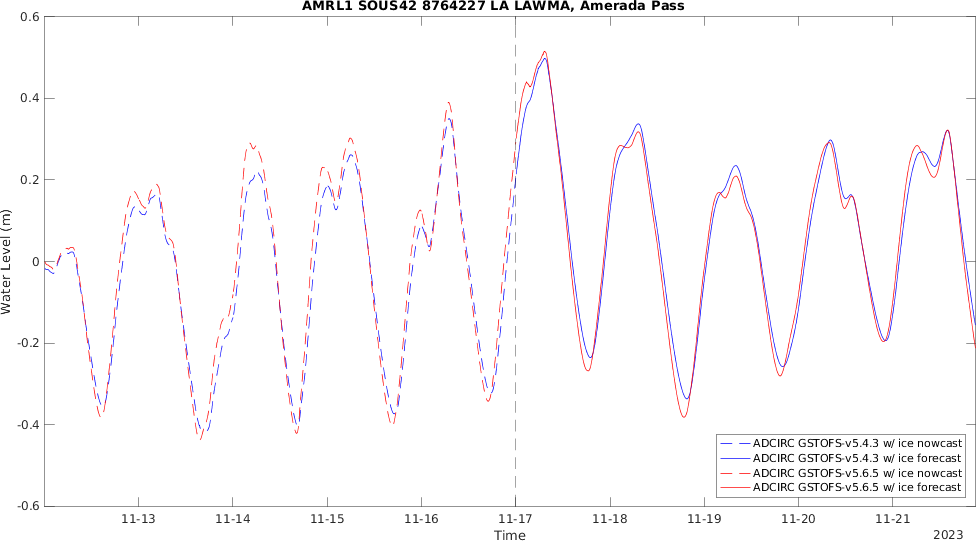 AMRL1 SOUS42 8764227 LA LAWMA, Amerada Pass
0.6
0.4
0.2
0
-0.2
-0.4
-0.6
Water Level (m)
ADCIRC GSTOFS-v5.4.3 w/ ice nowcast
ADCIRC GSTOFS-v5.4.3 w/ ice forecast
ADCIRC GSTOFS-v5.6.5 w/ ice nowcast
ADCIRC GSTOFS-v5.6.5 w/ ice forecast
11-13 11-14 11-15 11-16 11-17 11-18 11-19 11-20 11-21
Time
2023